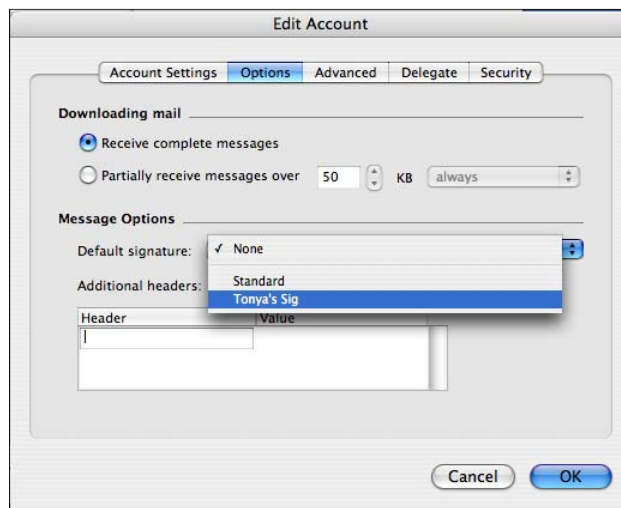 Edit Account
Account Settings Options Advanced Delegate Security
Downloading mail
Receive complete messages
Partially receive messages over 50 KB always
Message Options
Default signature: ✓ None
Standard
Additional headers:
Tonya's Sig
Header Value
Cancel OK